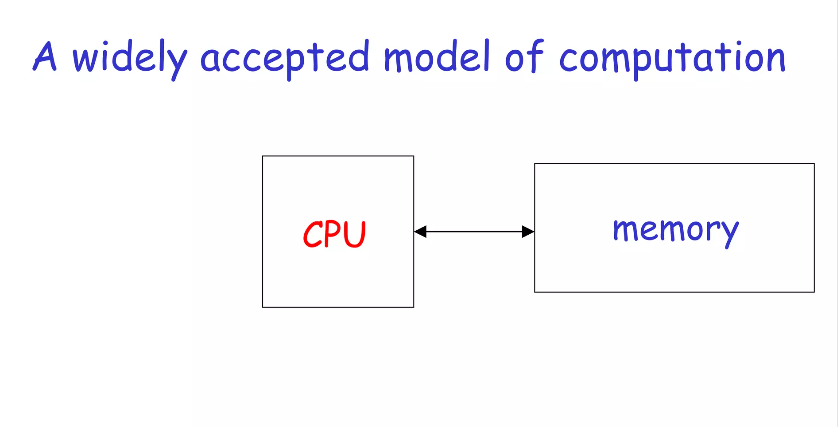 A widely accepted model of computation
CPU
memory